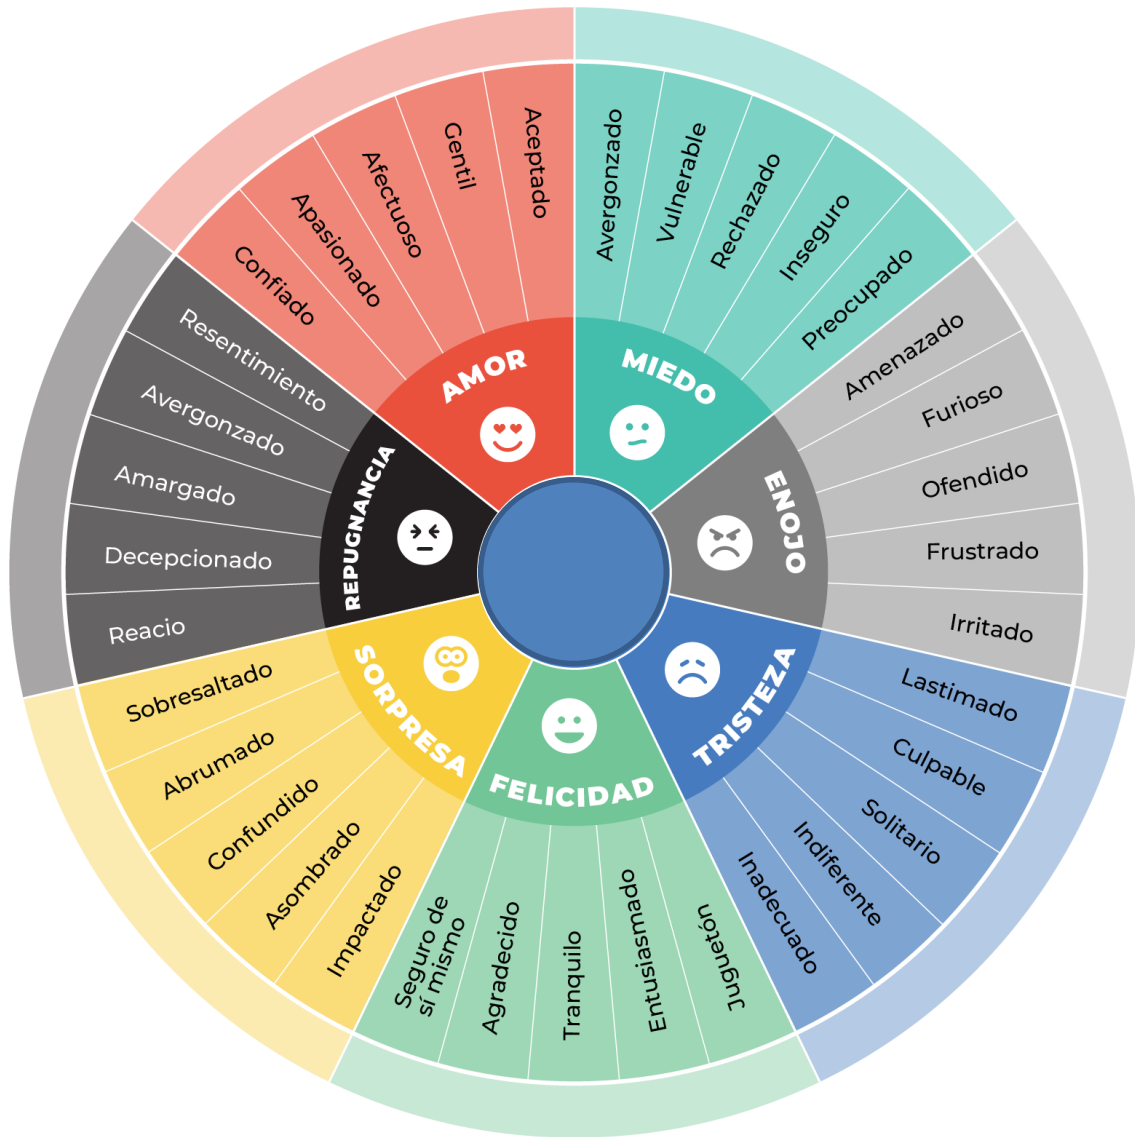 AMOR
Confiado
Apasionado
Afectuoso
Gentil
Aceptado
MIEDO
Avergonzado
Vulnerable
Rechazado
Inseguro
Preocupado
ENOJO
Amenazado
Furioso
Ofendido
Frustrado
Irritado
TRISTEZA
Lastimado
Culpable
Solitario
Indiferente
Inadecuado
FELICIDAD
Juguetón
Entusiasmado
Tranquilo
Agradecido
Seguro de
sí mismo
SORPRESA
Impactado
Asombrado
Confundido
Abrumado
Sobresaltado
REPUGNANCIA
Reacio
Decepcionado
Amargado
Avergonzado
Resentimiento